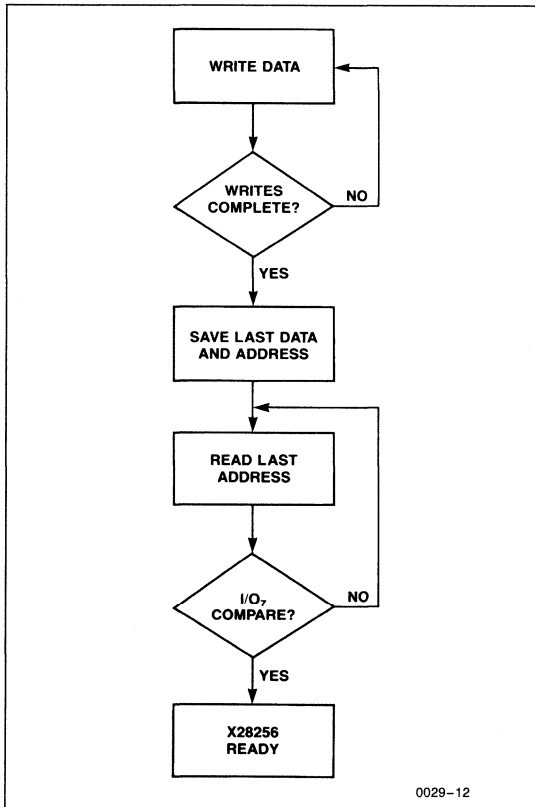 WRITE DATA
WRITES
COMPLETE?
NO
YES
SAVE LAST DATA
AND ADDRESS
READ LAST
ADDRESS
I/O₇
COMPARE?
NO
YES
X28256
READY
0029–12